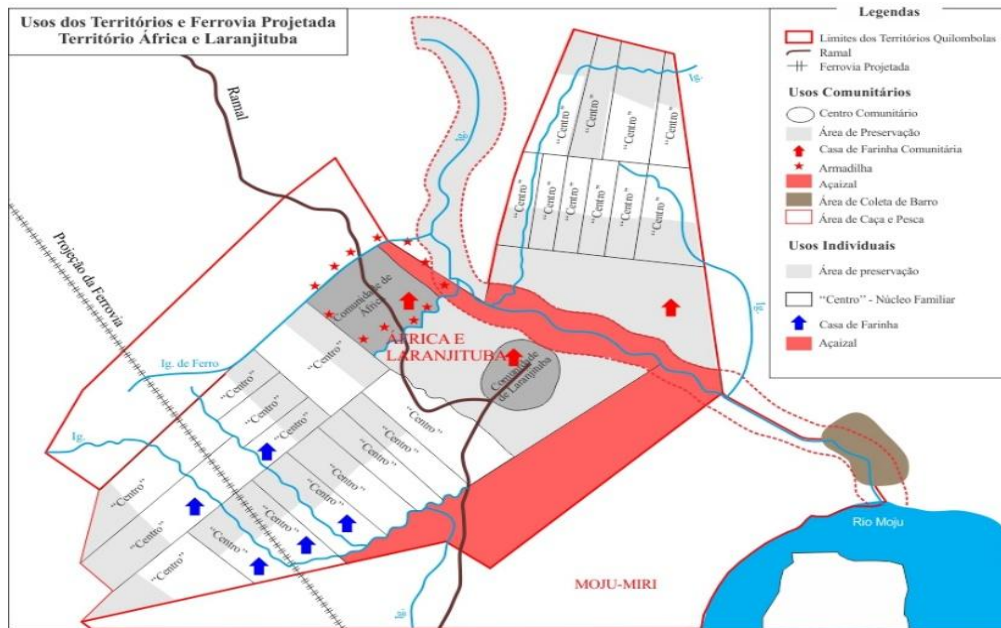 Usos dos Territórios e Ferrovia Projetada
Território África e Laranjituba
Legendas
Limites dos Territórios Quilombolas
Ramal
Ferrovia Projetada
Usos Comunitários
Centro Comunitário
Área de Preservação
Casa de Farinha Comunitária
Armadilha
Açaizal
Área de Coleta de Barro
Área de Caça e Pesca
Usos Individuais
Área de preservação
“Centro” - Núcleo Familiar
Casa de Farinha
Açaizal
Ramal
Ig.
Ig.
“Centro”
“Centro”
“Centro”
“Centro”
“Centro”
“Centro”
“Centro”
“Centro”
“Centro”
“Centro”
Ig.
Projeção da Ferrovia
Comunidade de
África
ÁFRICA E
LARANJITUBA
Comunidade
de Laranjituba
Ig. de Ferro
“Centro”
“Centro”
“Centro”
“Centro”
“Centro”
“Centro”
“Centro”
“Centro”
“Centro”
“Centro”
“Centro”
“Centro”
“Centro”
“Centro”
Ig.
Ig.
MOJU-MIRI
Rio Moju